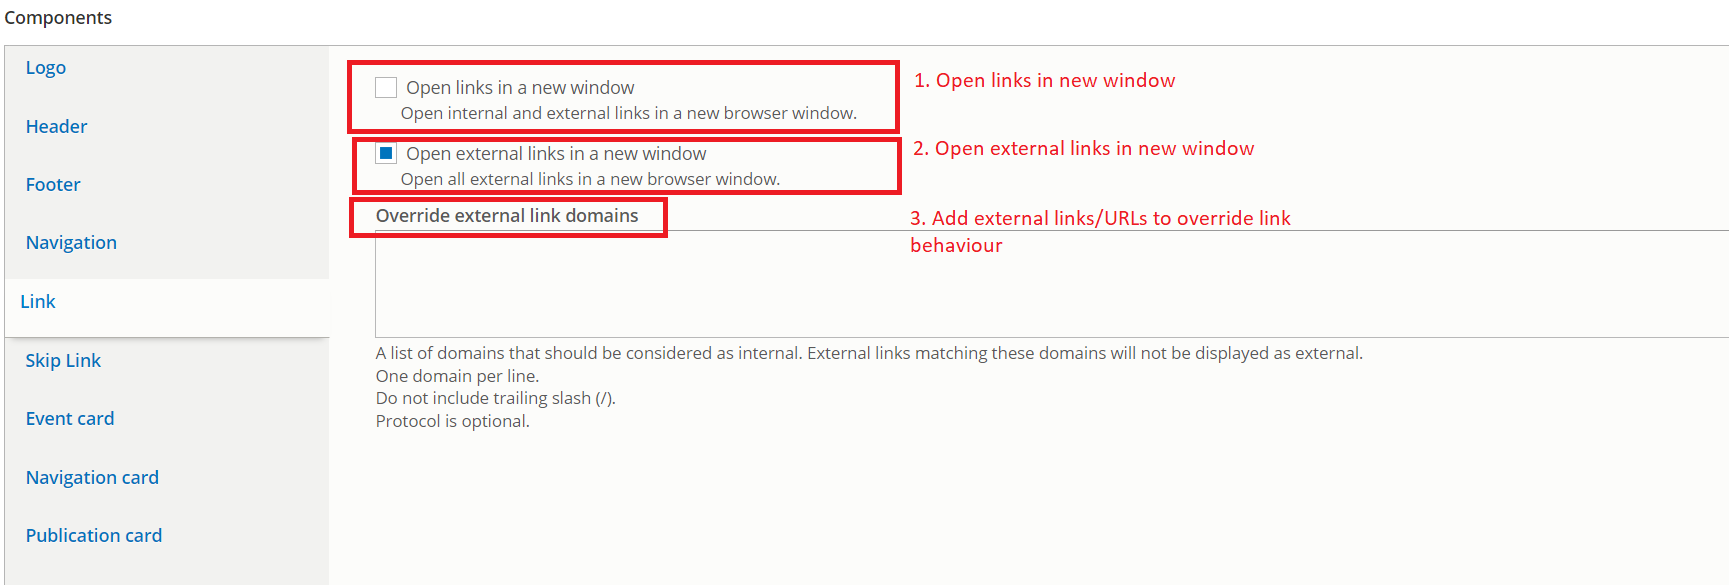 Components
Logo
Header
Footer
Navigation
Link
Skip Link
Event card
Navigation card
Publication card
Open links in a new window
Open internal and external links in a new browser window.
Open external links in a new window
Open all external links in a new browser window.
Override external link domains
A list of domains that should be considered as internal. External links matching these domains will not be displayed as external.
One domain per line.
Do not include trailing slash (/).
Protocol is optional.
1. Open links in new window
2. Open external links in new window
3. Add external links/URLs to override link
behaviour